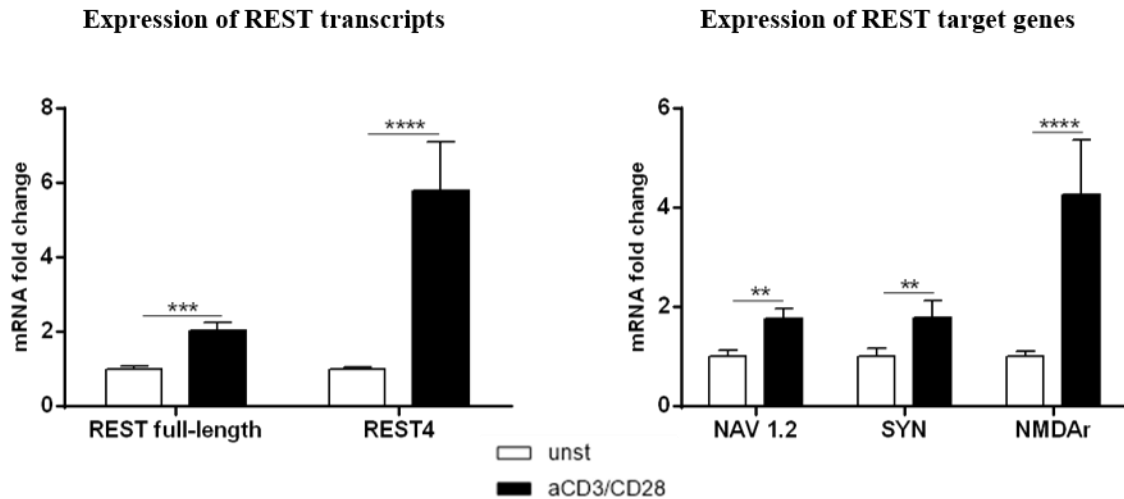 Expression of REST transcripts
mRNA fold change
8
6
4
2
0
***
****
REST full-length
REST4
Expression of REST target genes
mRNA fold change
6
4
2
0
**
**
****
NAV 1.2
SYN
NMDAr
unst
aCD3/CD28